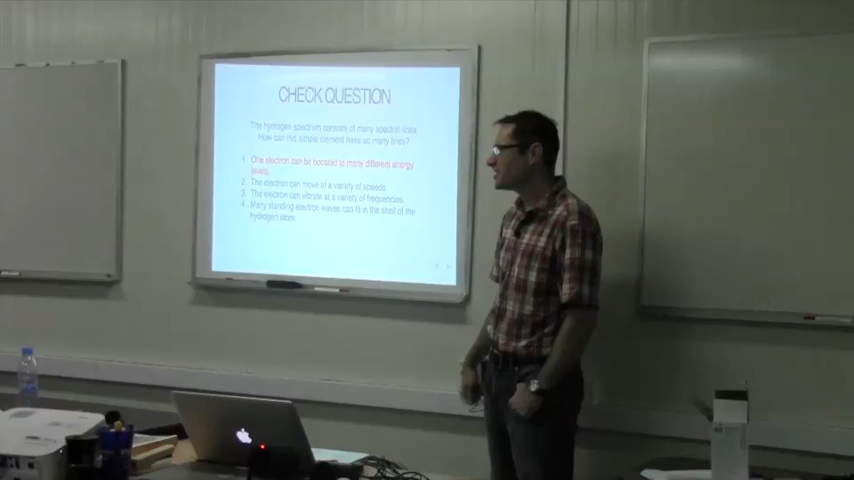 CHECK QUESTION
The hydrogen spectrum consists of many spectral lines.
How can this simple element have so many lines?
1. One electron can be boosted to many different energy
levels.
2. The electron can move at a variety of speeds.
3. The electron can vibrate at a variety of frequencies.
4. Many standing electron waves can fit in the shell of the
hydrogen atom.